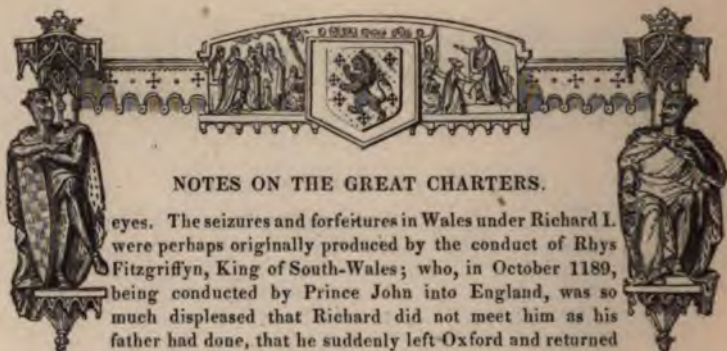 NOTES ON THE GREAT CHARTERS.
eyes. The seizures and forfeitures in Wales under Richard I.
were perhaps originally produced by the conduct of Rhys
Fitzgriffyn, King of South-Wales; who, in October 1189,
being conducted by Prince John into England, was so
much displeased that Richard did not meet him as his
father had done, that he suddenly left Oxford and returned